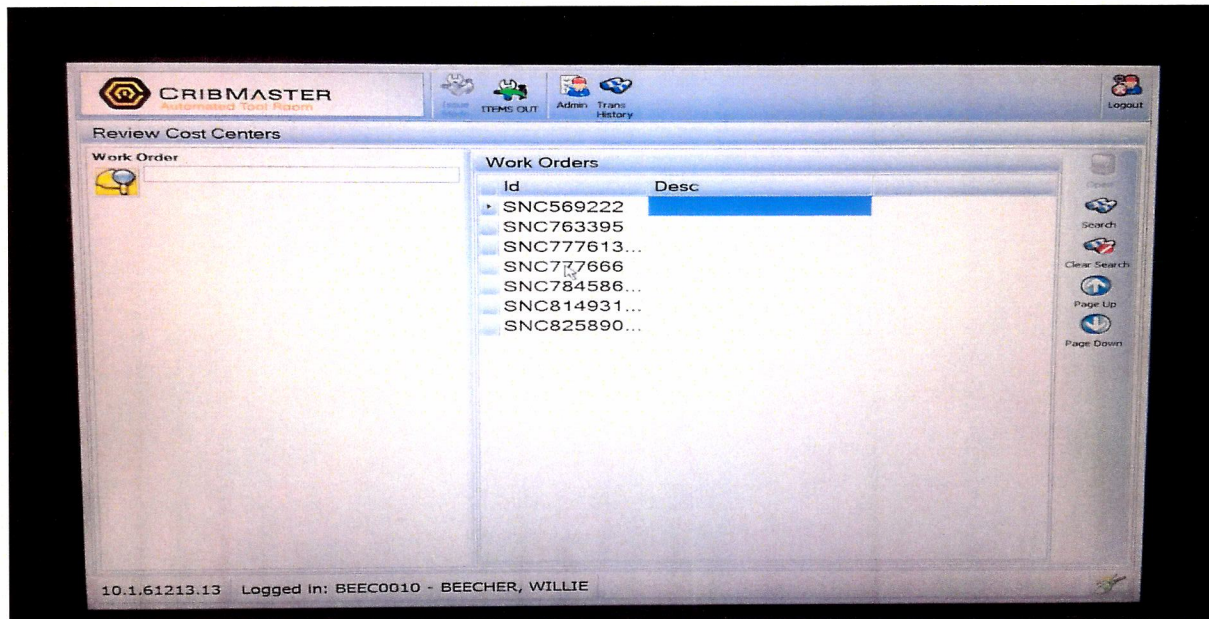 CRIBMASTER
Automated Tool Room
Issue
ITEMS OUT
Admin
Trans
History
Logout
Review Cost Centers
Work Order
Work Orders
Id Desc
SNC569222
SNC763395
SNC777613...
SNC777666
SNC784586...
SNC814931...
SNC825890...
Open
Search
Clear Search
Page Up
Page Down
10.1.61213.13 Logged in: BEEC0010 - BEECHER, WILLIE